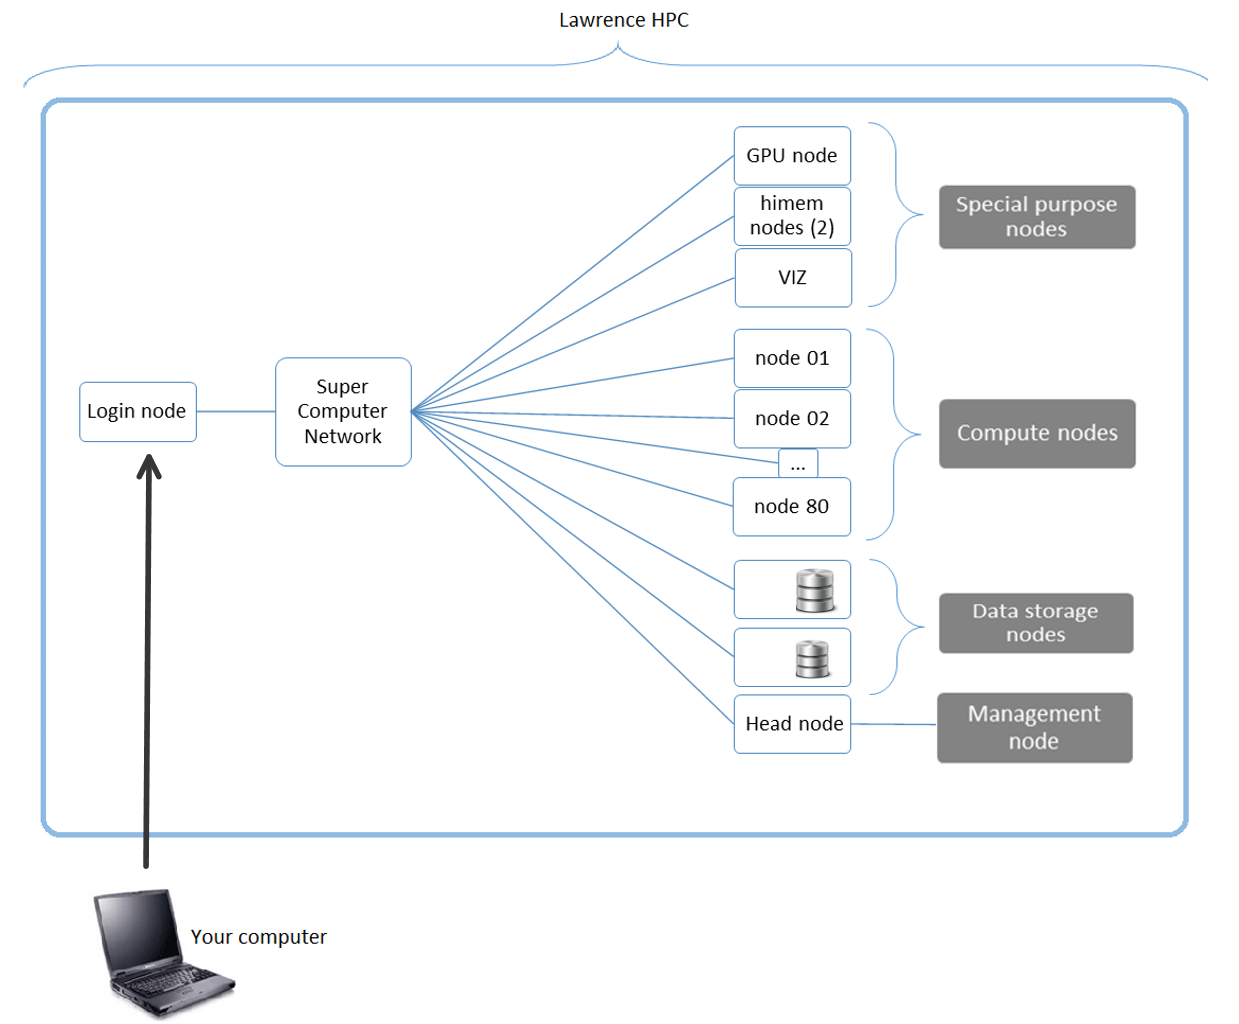 Lawrence HPC
GPU node
himem
nodes (2)
VIZ
Special purpose
nodes
node 01
node 02
...
node 80
Compute nodes
Login node
Super
Computer
Network
Data storage
nodes
Head node
Management
node
Your computer